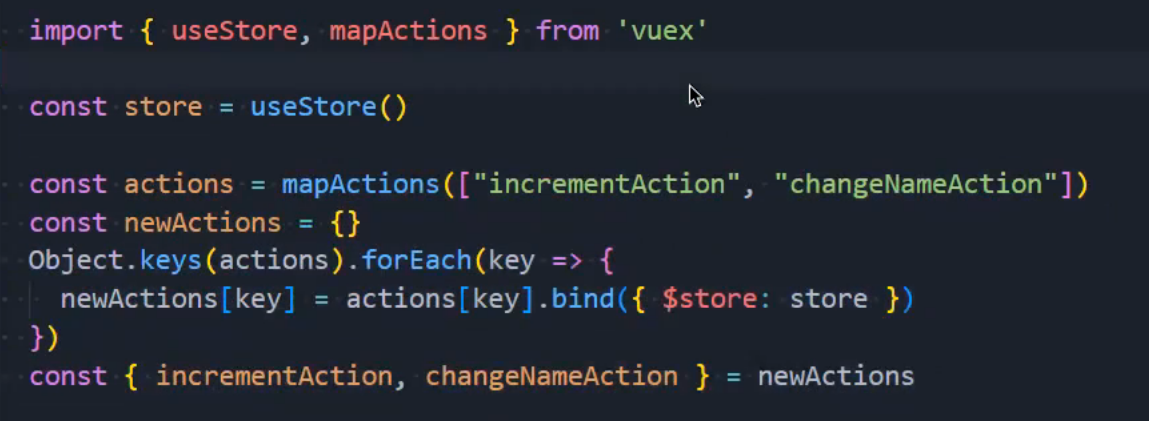 import { useStore, mapActions } from 'vuex'
const store = useStore()
const actions = mapActions(["incrementAction", "changeNameAction"])
const newActions = {}
Object.keys(actions).forEach(key => {
  newActions[key] = actions[key].bind({ $store: store })
})
const { incrementAction, changeNameAction } = newActions